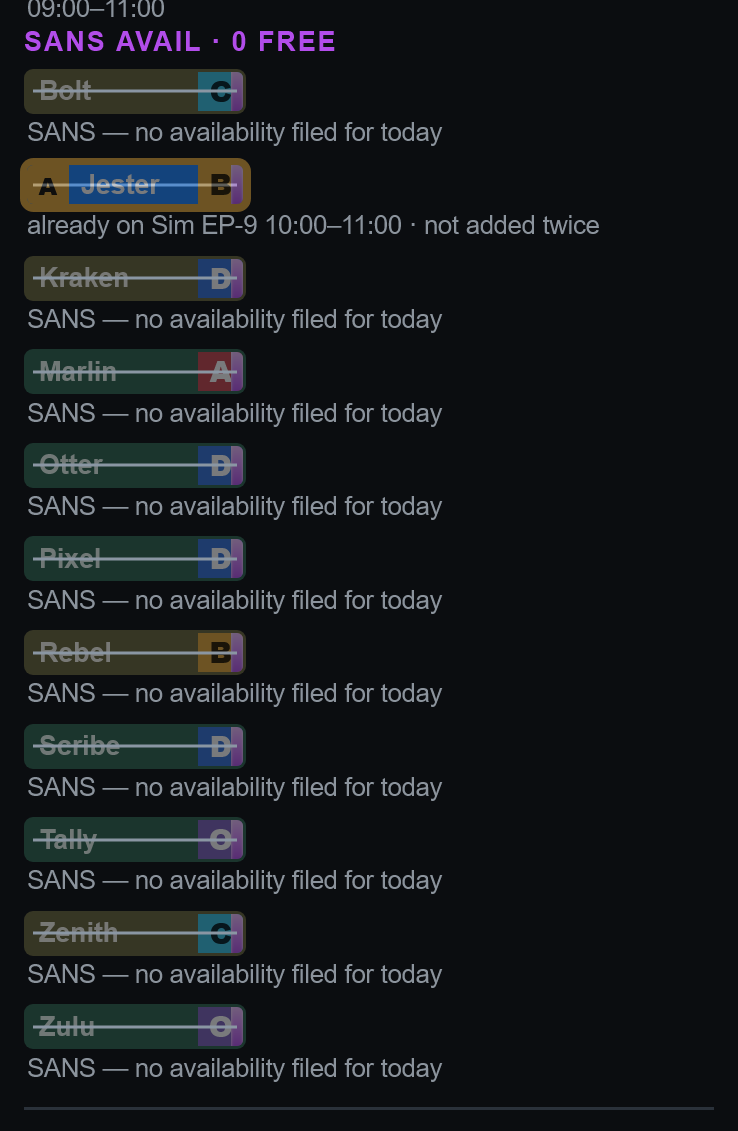 09:00–11:00
SANS AVAIL · 0 FREE
Bolt C
SANS — no availability filed for today
A Jester B
already on Sim EP-9 10:00–11:00 · not added twice
Kraken D
SANS — no availability filed for today
Marlin A
SANS — no availability filed for today
Otter D
SANS — no availability filed for today
Pixel D
SANS — no availability filed for today
Rebel B
SANS — no availability filed for today
Scribe D
SANS — no availability filed for today
Tally O
SANS — no availability filed for today
Zenith C
SANS — no availability filed for today
Zulu O
SANS — no availability filed for today